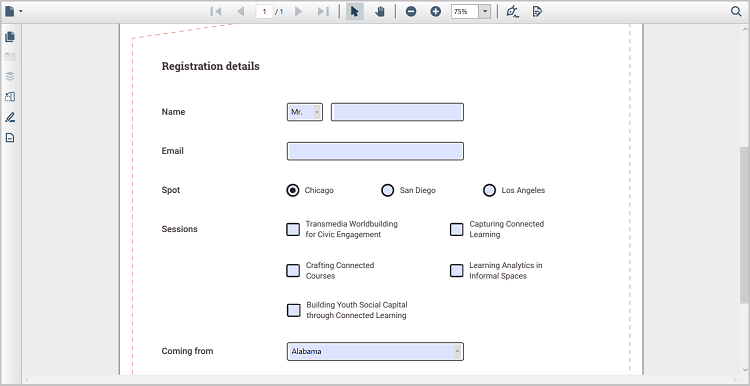 1 / 1
75%
Registration details
Name
Mr.
Email
Spot
Chicago
San Diego
Los Angeles
Sessions
Transmedia Worldbuilding
for Civic Engagement
Capturing Connected
Learning
Crafting Connected
Courses
Learning Analytics in
Informal Spaces
Building Youth Social Capital
through Connected Learning
Coming from
Alabama